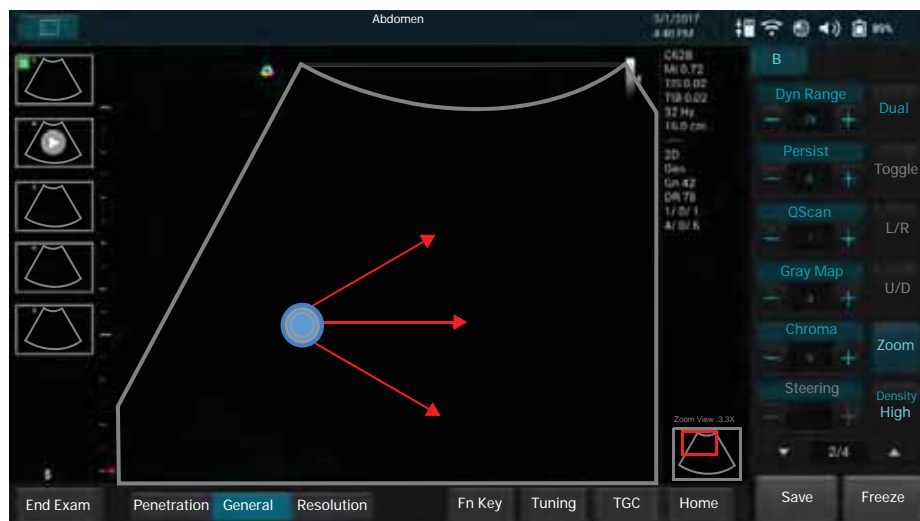 Abdomen
5/1/2017
4:40 PM
89%
C62B
MI 0.72
TIS 0.02
TIB 0.02
32 Hz
16.0 cm
2D
Gen
Gn 42
DR 78
1/ 0/ 1
4/ 0/ 6
B
Dyn Range
Dual
Persist
Toggle
QScan
L/R
Gray Map
U/D
Chroma
Zoom
Steering
Density
High
Zoom View :3.3X
2/4
End Exam
Penetration General Resolution
Fn Key
Tuning
TGC
Home
Save
Freeze